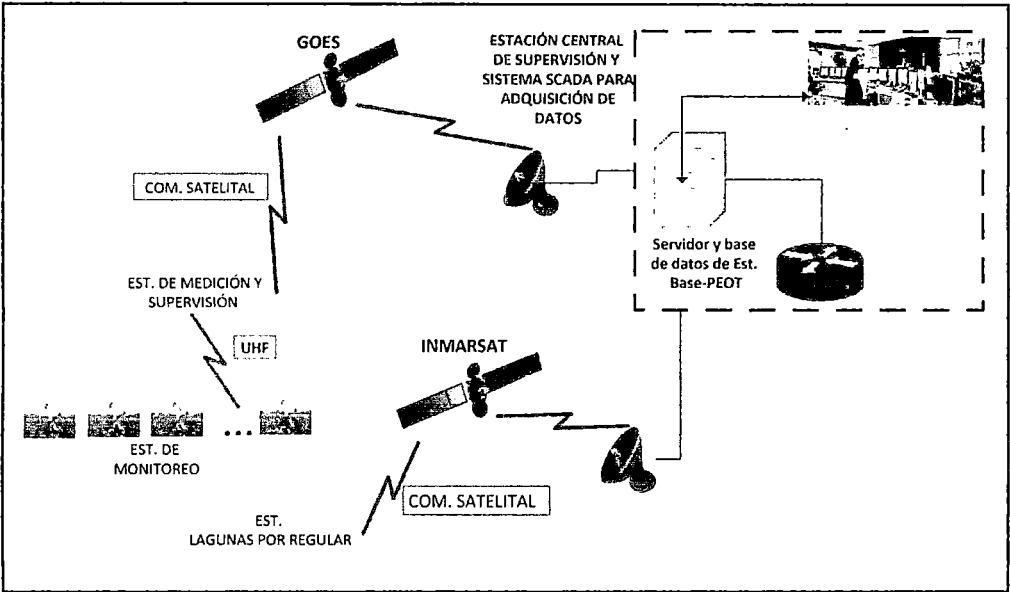 GOES
ESTACIÓN CENTRAL
DE SUPERVISIÓN Y
SISTEMA SCADA PARA
ADQUISICIÓN DE
DATOS
COM. SATELITAL
Servidor y base
de datos de Est.
Base-PEOT
EST. DE MEDICIÓN Y
SUPERVISIÓN
UHF
INMARSAT
...
EST. DE
MONITOREO
COM. SATELITAL
EST.
LAGUNAS POR REGULAR